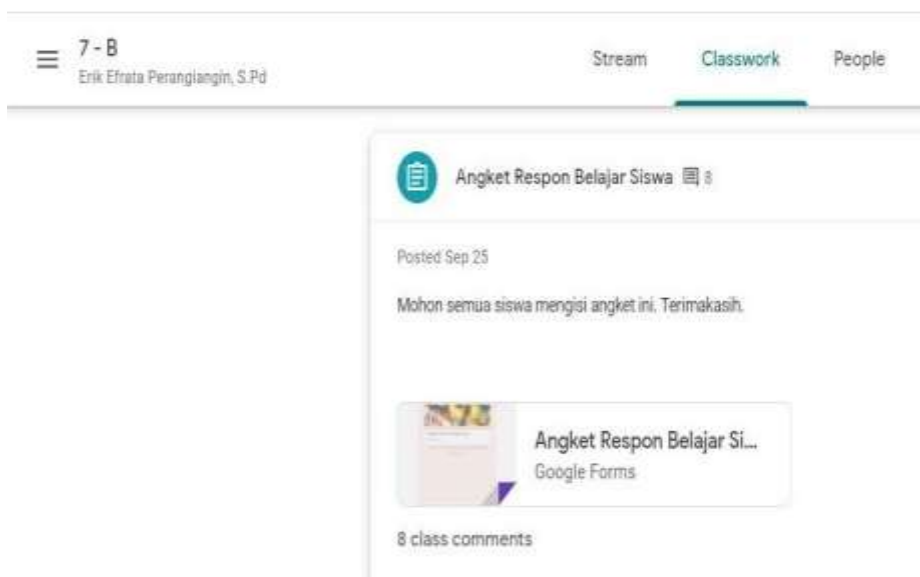 7 - B
Erik Efrata Perangiangin, S.Pd
Stream Classwork People
Angket Respon Belajar Siswa 8
Posted Sep 25
Mohon semua siswa mengisi angket ini. Terimakasih.
Angket Respon Belajar Si...
Google Forms
8 class comments